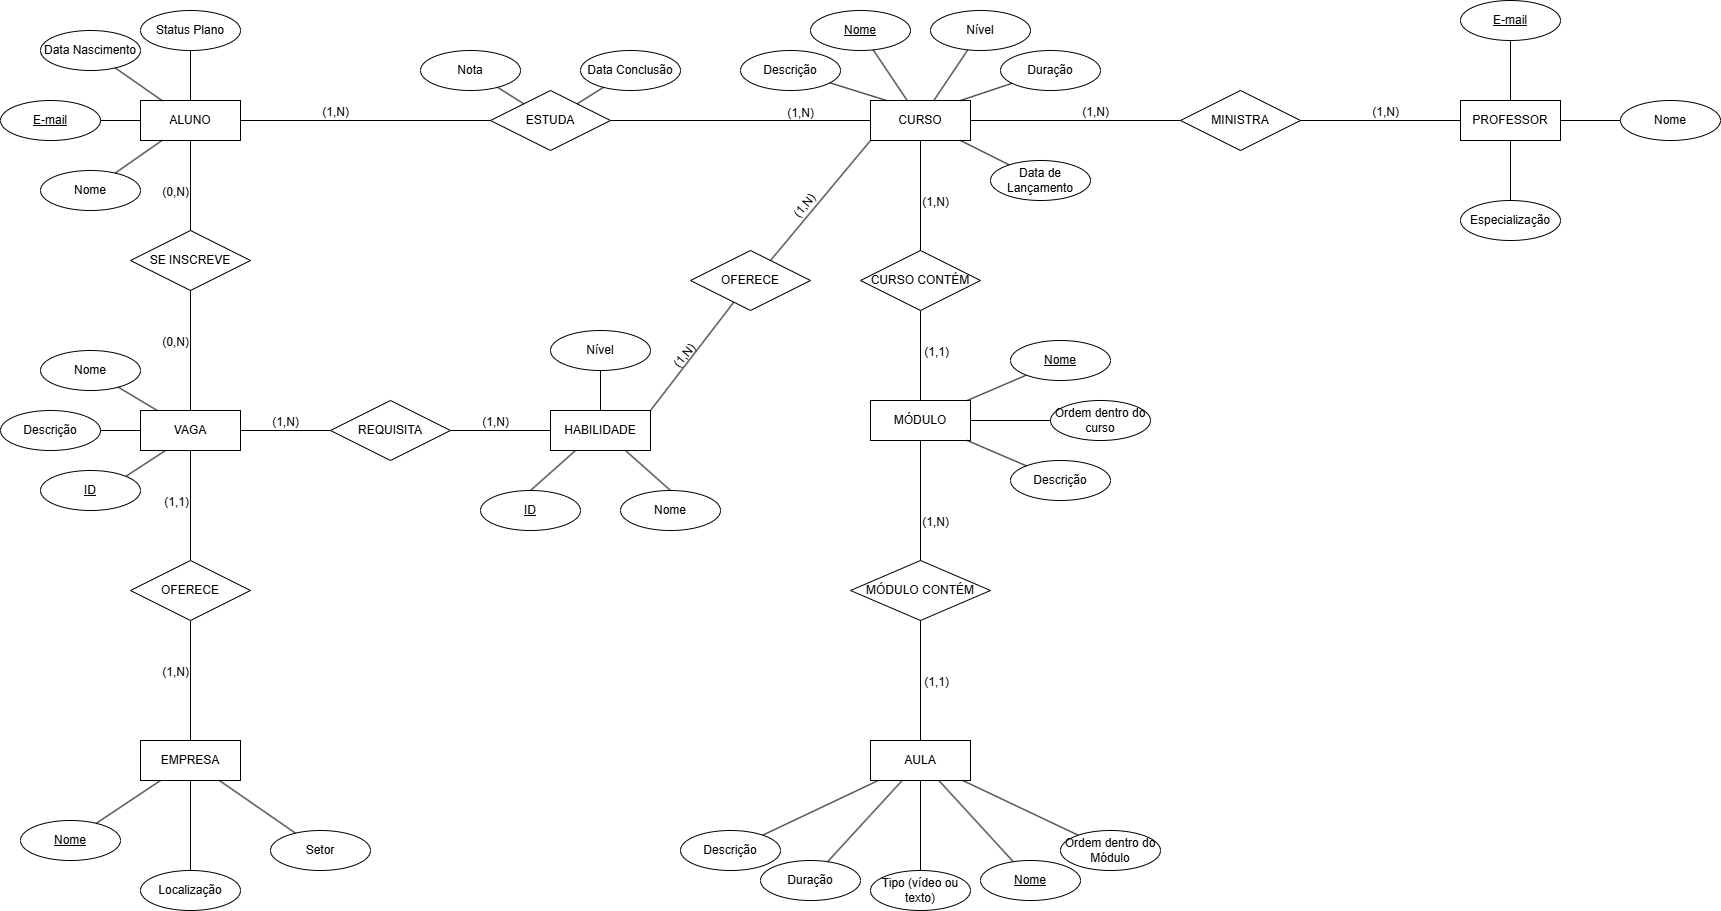 E-mail
Nome
Nível
Status Plano
Data Nascimento
Descrição
Duração
Nota
Data Conclusão
E-mail
ALUNO
(1,N)
ESTUDA
(1,N)
CURSO
(1,N)
MINISTRA
(1,N)
PROFESSOR
Nome
Nome
(0,N)
Data de
Lançamento
(1,N)
(1,N)
Especialização
SE INSCREVE
OFERECE
CURSO CONTÉM
(0,N)
Nível
(1,N)
(1,1)
Nome
Nome
Descrição
VAGA
(1,N)
REQUISITA
(1,N)
HABILIDADE
MÓDULO
Ordem dentro do
curso
ID
(1,1)
ID
Nome
Descrição
(1,N)
OFERECE
MÓDULO CONTÉM
(1,N)
(1,1)
EMPRESA
AULA
Nome
Setor
Localização
Descrição
Duração
Tipo (vídeo ou
texto)
Nome
Ordem dentro do
Módulo